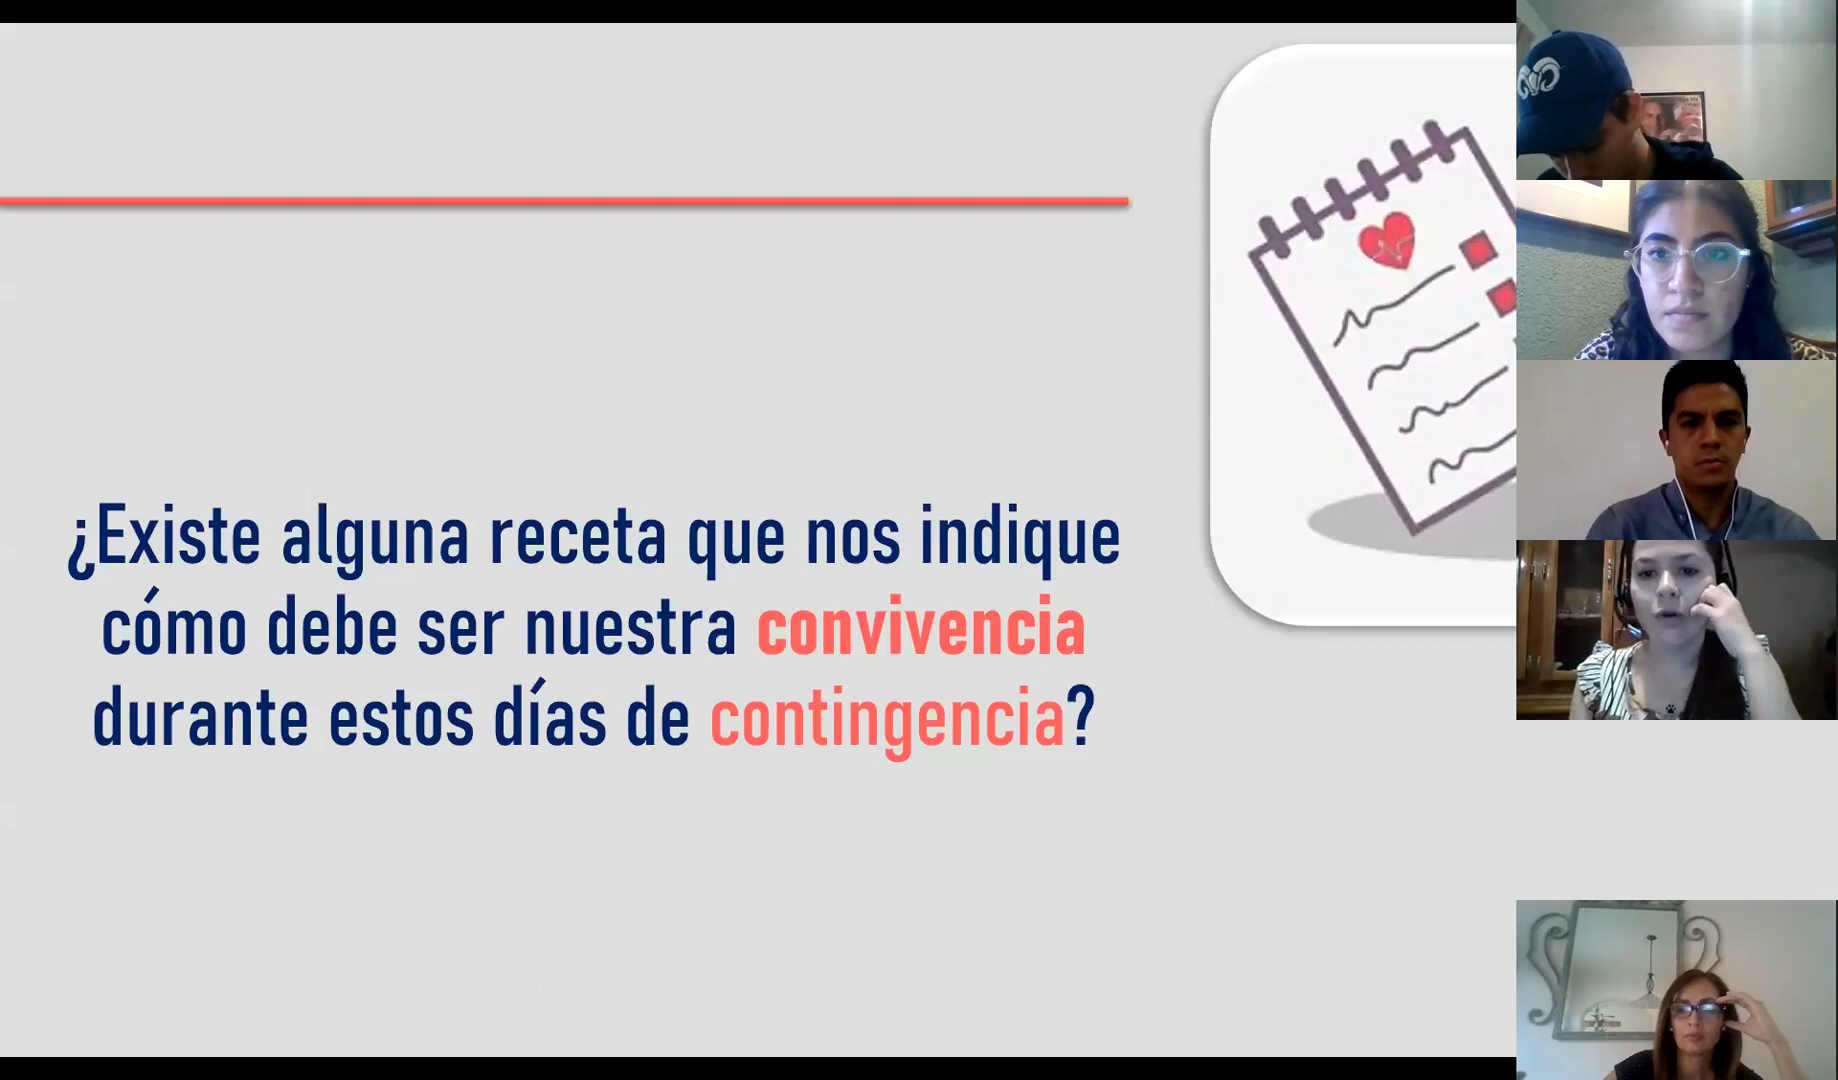 ¿Existe alguna receta que nos indique
cómo debe ser nuestra convivencia
durante estos días de contingencia?